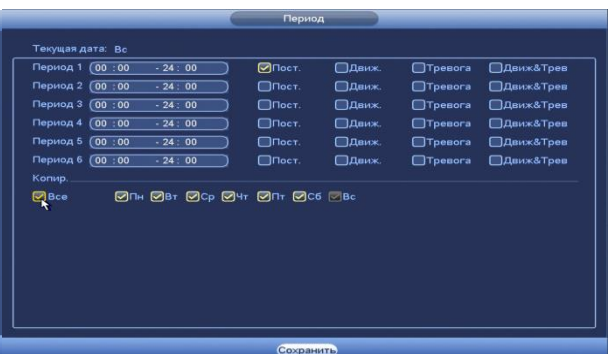 Период
Текущая дата: Вс
Период 1 00 : 00 - 24 : 00 Пост. Движ. Тревога Движ&Трев
Период 2 00 : 00 - 24 : 00 Пост. Движ. Тревога Движ&Трев
Период 3 00 : 00 - 24 : 00 Пост. Движ. Тревога Движ&Трев
Период 4 00 : 00 - 24 : 00 Пост. Движ. Тревога Движ&Трев
Период 5 00 : 00 - 24 : 00 Пост. Движ. Тревога Движ&Трев
Период 6 00 : 00 - 24 : 00 Пост. Движ. Тревога Движ&Трев
Копир.
Все Пн Вт Ср Чт Пт Сб Вс
Сохранить